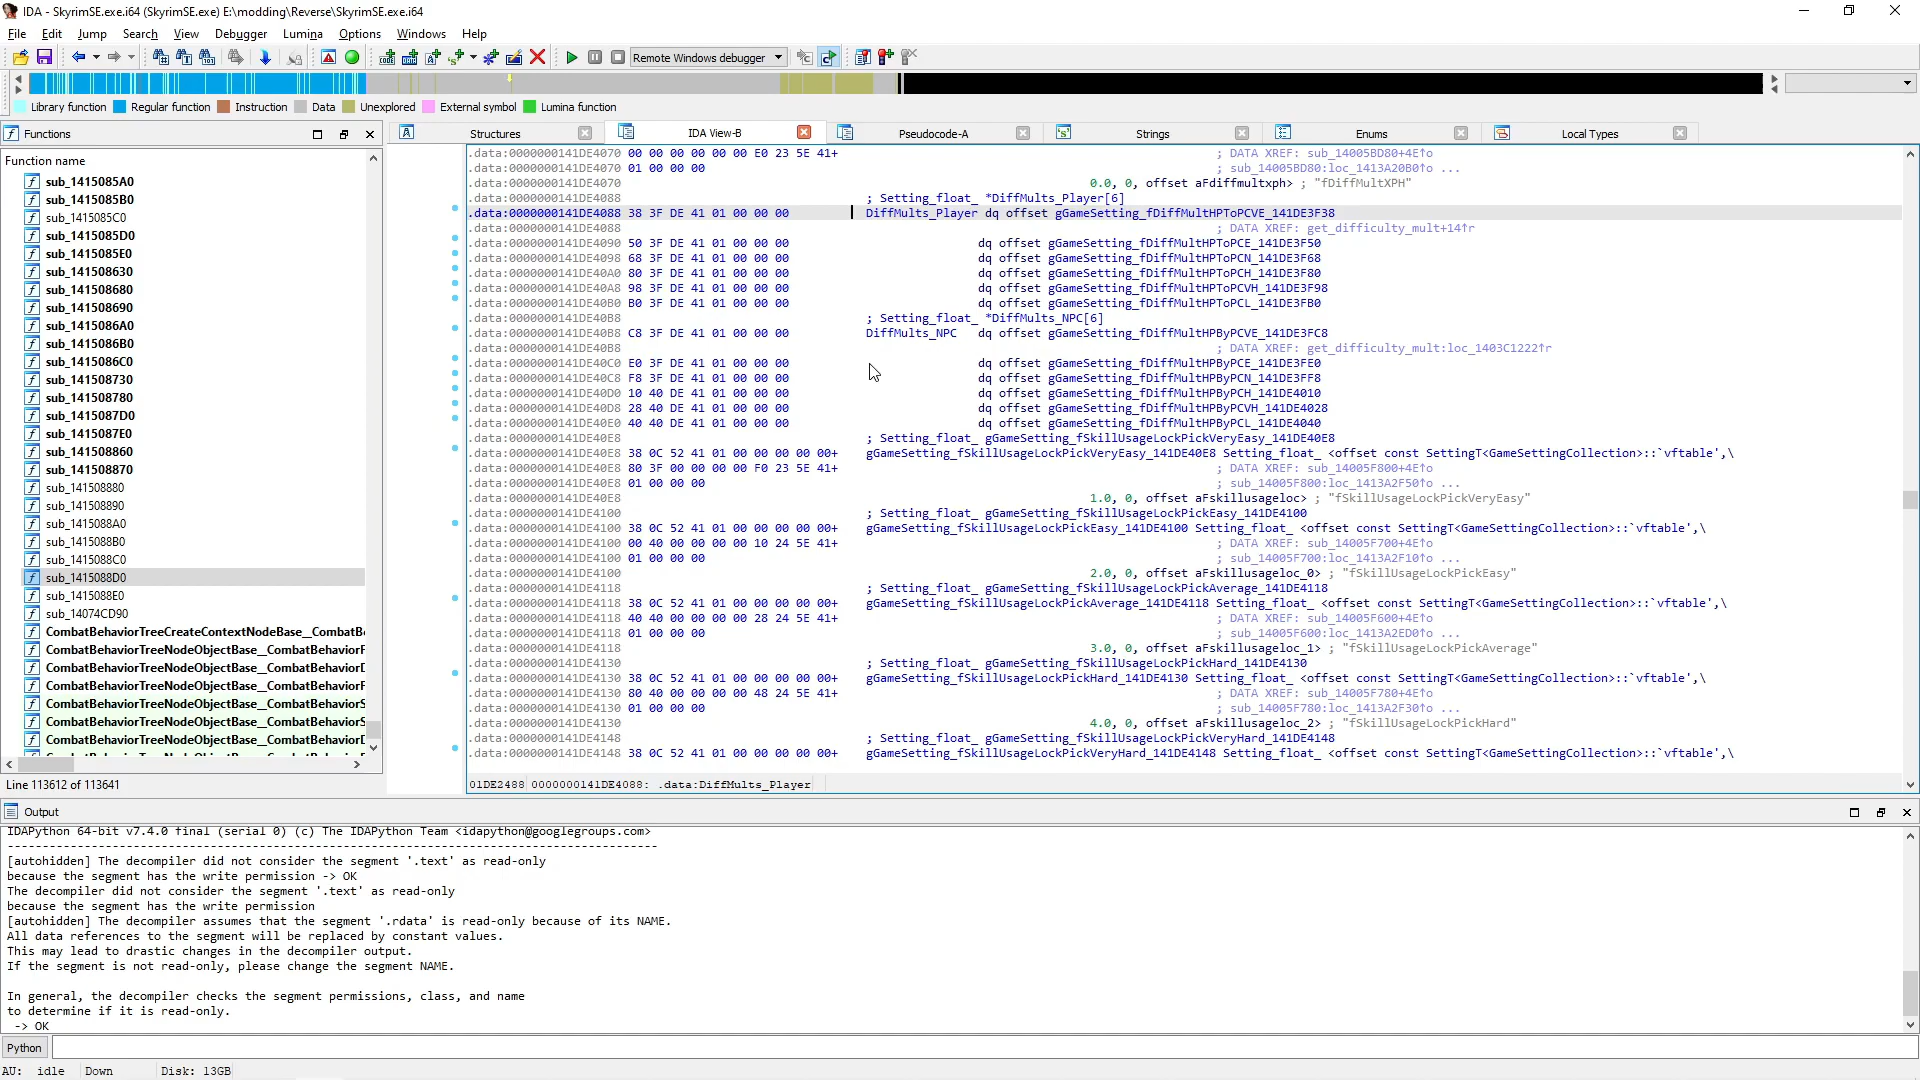 IDA - SkyrimSE.exe.i64 (SkyrimSE.exe) E:\modding\Reverse\SkyrimSE.exe.i64
File Edit Jump Search View Debugger Lumina Options Windows Help
Remote Windows debugger
Library function Regular function Instruction Data Unexplored External symbol Lumina function
Functions
Structures IDA View-B Pseudocode-A Strings Enums Local Types
Function name
sub_1415085A0
sub_1415085B0
sub_1415085C0
sub_1415085D0
sub_1415085E0
sub_141508630
sub_141508680
sub_141508690
sub_1415086A0
sub_1415086B0
sub_1415086C0
sub_141508730
sub_141508780
sub_1415087D0
sub_1415087E0
sub_141508860
sub_141508870
sub_141508880
sub_141508890
sub_1415088A0
sub_1415088B0
sub_1415088C0
sub_1415088D0
sub_1415088E0
sub_14074CD90
CombatBehaviorTreeCreateContextNodeBase__CombatBe
CombatBehaviorTreeNodeObjectBase__CombatBehaviorF
CombatBehaviorTreeNodeObjectBase__CombatBehaviorD
CombatBehaviorTreeNodeObjectBase__CombatBehaviorF
CombatBehaviorTreeNodeObjectBase__CombatBehaviorS
CombatBehaviorTreeNodeObjectBase__CombatBehaviorS
CombatBehaviorTreeNodeObjectBase__CombatBehaviorD
Line 113612 of 113641
.data:0000000141DE4070 00 00 00 00 00 00 E0 23 5E 41+ ; DATA XREF: sub_14005BD80+4E↑o
.data:0000000141DE4070 01 00 00 00 ; sub_14005BD80:loc_1413A20B0↑o ...
.data:0000000141DE4070 0.0, 0, offset aFdiffmultxph> ; "fDiffMultXPH"
.data:0000000141DE4088 ; Setting_float_ *DiffMults_Player[6]
.data:0000000141DE4088 38 3F DE 41 01 00 00 00 DiffMults_Player dq offset gGameSetting_fDiffMultHPToPCVE_141DE3F38
.data:0000000141DE4088 ; DATA XREF: get_difficulty_mult+14↑r
.data:0000000141DE4090 50 3F DE 41 01 00 00 00 dq offset gGameSetting_fDiffMultHPToPCE_141DE3F50
.data:0000000141DE4098 68 3F DE 41 01 00 00 00 dq offset gGameSetting_fDiffMultHPToPCN_141DE3F68
.data:0000000141DE40A0 80 3F DE 41 01 00 00 00 dq offset gGameSetting_fDiffMultHPToPCH_141DE3F80
.data:0000000141DE40A8 98 3F DE 41 01 00 00 00 dq offset gGameSetting_fDiffMultHPToPCVH_141DE3F98
.data:0000000141DE40B0 B0 3F DE 41 01 00 00 00 dq offset gGameSetting_fDiffMultHPToPCL_141DE3FB0
.data:0000000141DE40B8 ; Setting_float_ *DiffMults_NPC[6]
.data:0000000141DE40B8 C8 3F DE 41 01 00 00 00 DiffMults_NPC dq offset gGameSetting_fDiffMultHPByPCVE_141DE3FC8
.data:0000000141DE40B8 ; DATA XREF: get_difficulty_mult:loc_1403C1222↑r
.data:0000000141DE40C0 E0 3F DE 41 01 00 00 00 dq offset gGameSetting_fDiffMultHPByPCE_141DE3FE0
.data:0000000141DE40C8 F8 3F DE 41 01 00 00 00 dq offset gGameSetting_fDiffMultHPByPCN_141DE3FF8
.data:0000000141DE40D0 10 40 DE 41 01 00 00 00 dq offset gGameSetting_fDiffMultHPByPCH_141DE4010
.data:0000000141DE40D8 28 40 DE 41 01 00 00 00 dq offset gGameSetting_fDiffMultHPByPCVH_141DE4028
.data:0000000141DE40E0 40 40 DE 41 01 00 00 00 dq offset gGameSetting_fDiffMultHPByPCL_141DE4040
.data:0000000141DE40E8 ; Setting_float_ gGameSetting_fSkillUsageLockPickVeryEasy_141DE40E8
.data:0000000141DE40E8 38 0C 52 41 01 00 00 00 00 00+ gGameSetting_fSkillUsageLockPickVeryEasy_141DE40E8 Setting_float_ <offset const SettingT<GameSettingCollection>::`vftable',\
.data:0000000141DE40E8 80 3F 00 00 00 00 F0 23 5E 41+ ; DATA XREF: sub_14005F800+4E↑o
.data:0000000141DE40E8 01 00 00 00 ; sub_14005F800:loc_1413A2F50↑o ...
.data:0000000141DE40E8 1.0, 0, offset aFskillusageloc> ; "fSkillUsageLockPickVeryEasy"
.data:0000000141DE4100 ; Setting_float_ gGameSetting_fSkillUsageLockPickEasy_141DE4100
.data:0000000141DE4100 38 0C 52 41 01 00 00 00 00 00+ gGameSetting_fSkillUsageLockPickEasy_141DE4100 Setting_float_ <offset const SettingT<GameSettingCollection>::`vftable',\
.data:0000000141DE4100 00 40 00 00 00 00 10 24 5E 41+ ; DATA XREF: sub_14005F700+4E↑o
.data:0000000141DE4100 01 00 00 00 ; sub_14005F700:loc_1413A2F10↑o ...
.data:0000000141DE4100 2.0, 0, offset aFskillusageloc_0> ; "fSkillUsageLockPickEasy"
.data:0000000141DE4118 ; Setting_float_ gGameSetting_fSkillUsageLockPickAverage_141DE4118
.data:0000000141DE4118 38 0C 52 41 01 00 00 00 00 00+ gGameSetting_fSkillUsageLockPickAverage_141DE4118 Setting_float_ <offset const SettingT<GameSettingCollection>::`vftable',\
.data:0000000141DE4118 40 40 00 00 00 00 28 24 5E 41+ ; DATA XREF: sub_14005F600+4E↑o
.data:0000000141DE4118 01 00 00 00 ; sub_14005F600:loc_1413A2ED0↑o ...
.data:0000000141DE4118 3.0, 0, offset aFskillusageloc_1> ; "fSkillUsageLockPickAverage"
.data:0000000141DE4130 ; Setting_float_ gGameSetting_fSkillUsageLockPickHard_141DE4130
.data:0000000141DE4130 38 0C 52 41 01 00 00 00 00 00+ gGameSetting_fSkillUsageLockPickHard_141DE4130 Setting_float_ <offset const SettingT<GameSettingCollection>::`vftable',\
.data:0000000141DE4130 80 40 00 00 00 00 48 24 5E 41+ ; DATA XREF: sub_14005F780+4E↑o
.data:0000000141DE4130 01 00 00 00 ; sub_14005F780:loc_1413A2F30↑o ...
.data:0000000141DE4130 4.0, 0, offset aFskillusageloc_2> ; "fSkillUsageLockPickHard"
.data:0000000141DE4148 ; Setting_float_ gGameSetting_fSkillUsageLockPickVeryHard_141DE4148
.data:0000000141DE4148 38 0C 52 41 01 00 00 00 00 00+ gGameSetting_fSkillUsageLockPickVeryHard_141DE4148 Setting_float_ <offset const SettingT<GameSettingCollection>::`vftable',\
01DE2488 0000000141DE4088: .data:DiffMults_Player
Output
IDAPython 64-bit v7.4.0 final (serial 0) (c) The IDAPython Team <idapython@googlegroups.com>
[autohidden] The decompiler did not consider the segment '.text' as read-only
because the segment has the write permission -> OK
The decompiler did not consider the segment '.text' as read-only
because the segment has the write permission
[autohidden] The decompiler assumes that the segment '.rdata' is read-only because of its NAME.
All data references to the segment will be replaced by constant values.
This may lead to drastic changes in the decompiler output.
If the segment is not read-only, please change the segment NAME.
In general, the decompiler checks the segment permissions, class, and name
to determine if it is read-only.
-> OK
Python
AU: idle Down Disk: 13GB